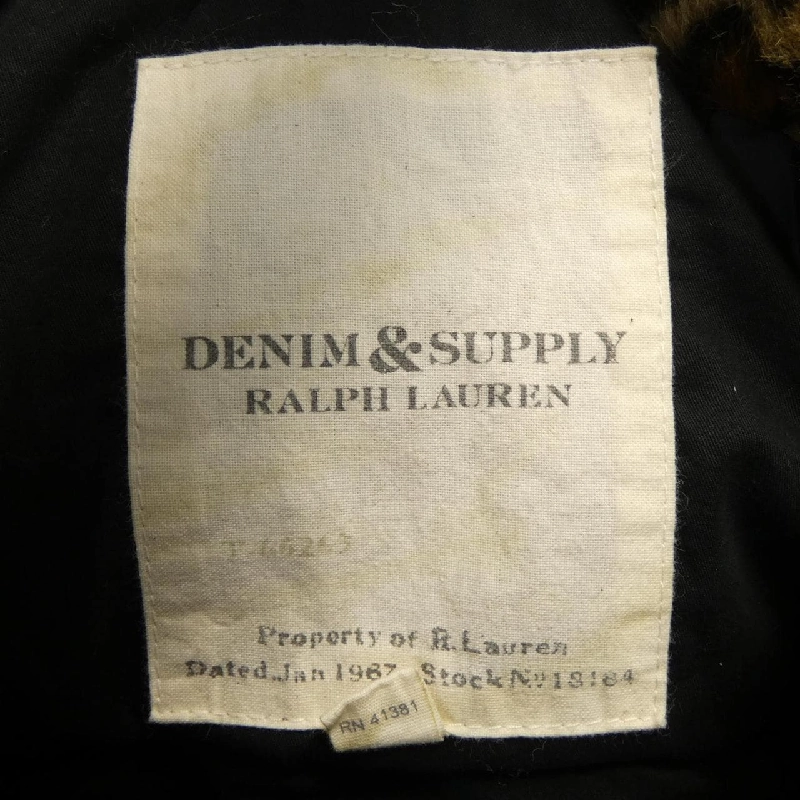 DENIM & SUPPLY
RALPH LAUREN
Property of R. Lauren
Dated Jan 1967 Stock No 18184
RN 41381